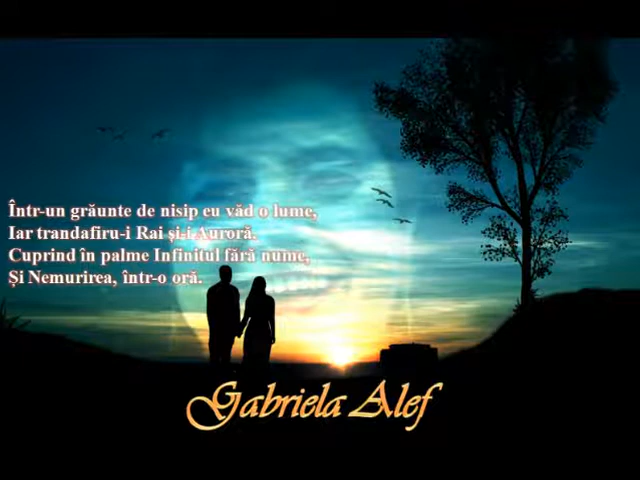 Într-un grăunte de nisip eu văd o lume,
Iar trandafiru-i Rai și-i Auroră.
Cuprind în palme Infinitul fără nume,
Și Nemurirea, într-o oră.
Gabriela Alef